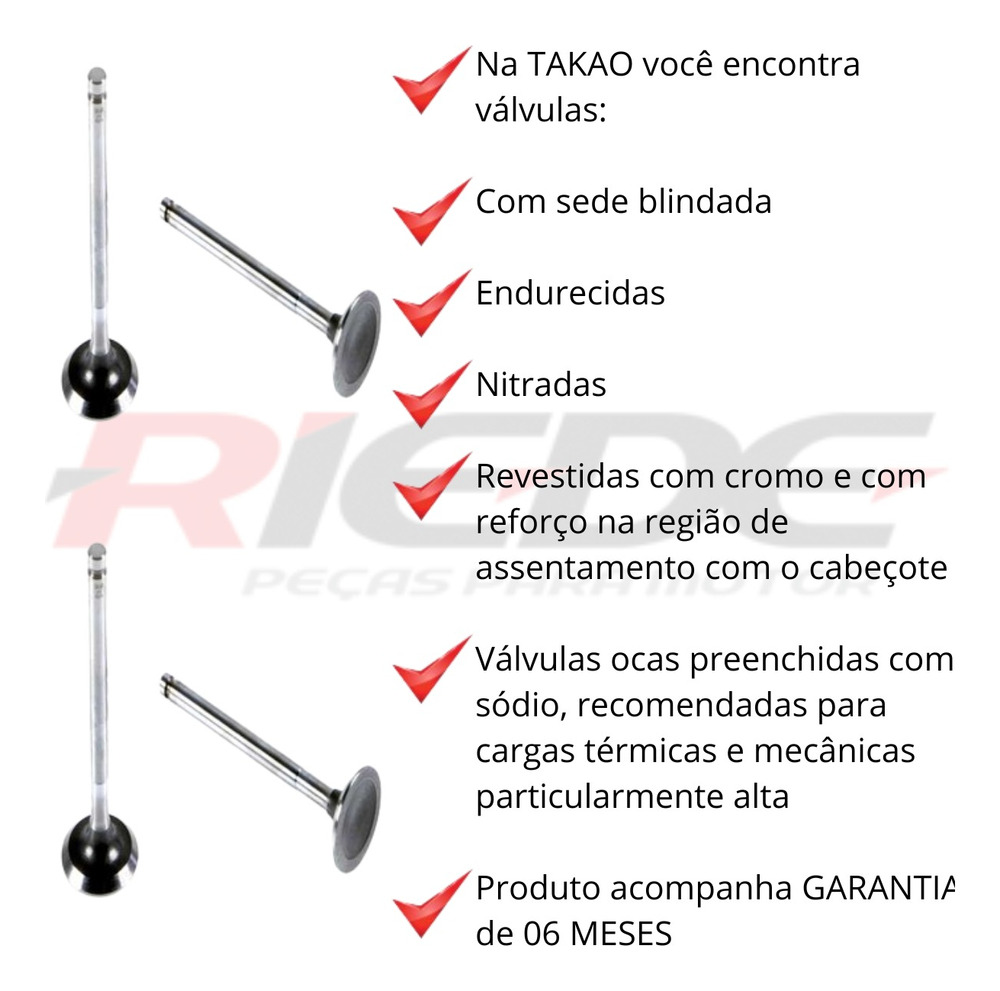 Na TAKAO você encontra
válvulas:
Com sede blindada
Endurecidas
Nitradas
RIEDE
Revestidas com cromo e com
reforço na região de
assentamento com o cabeçote
PEÇAS PARA MOTOR
Válvulas ocas preenchidas com
sódio, recomendadas para
cargas térmicas e mecânicas
particularmente alta
Produto acompanha GARANTIA
de 06 MESES